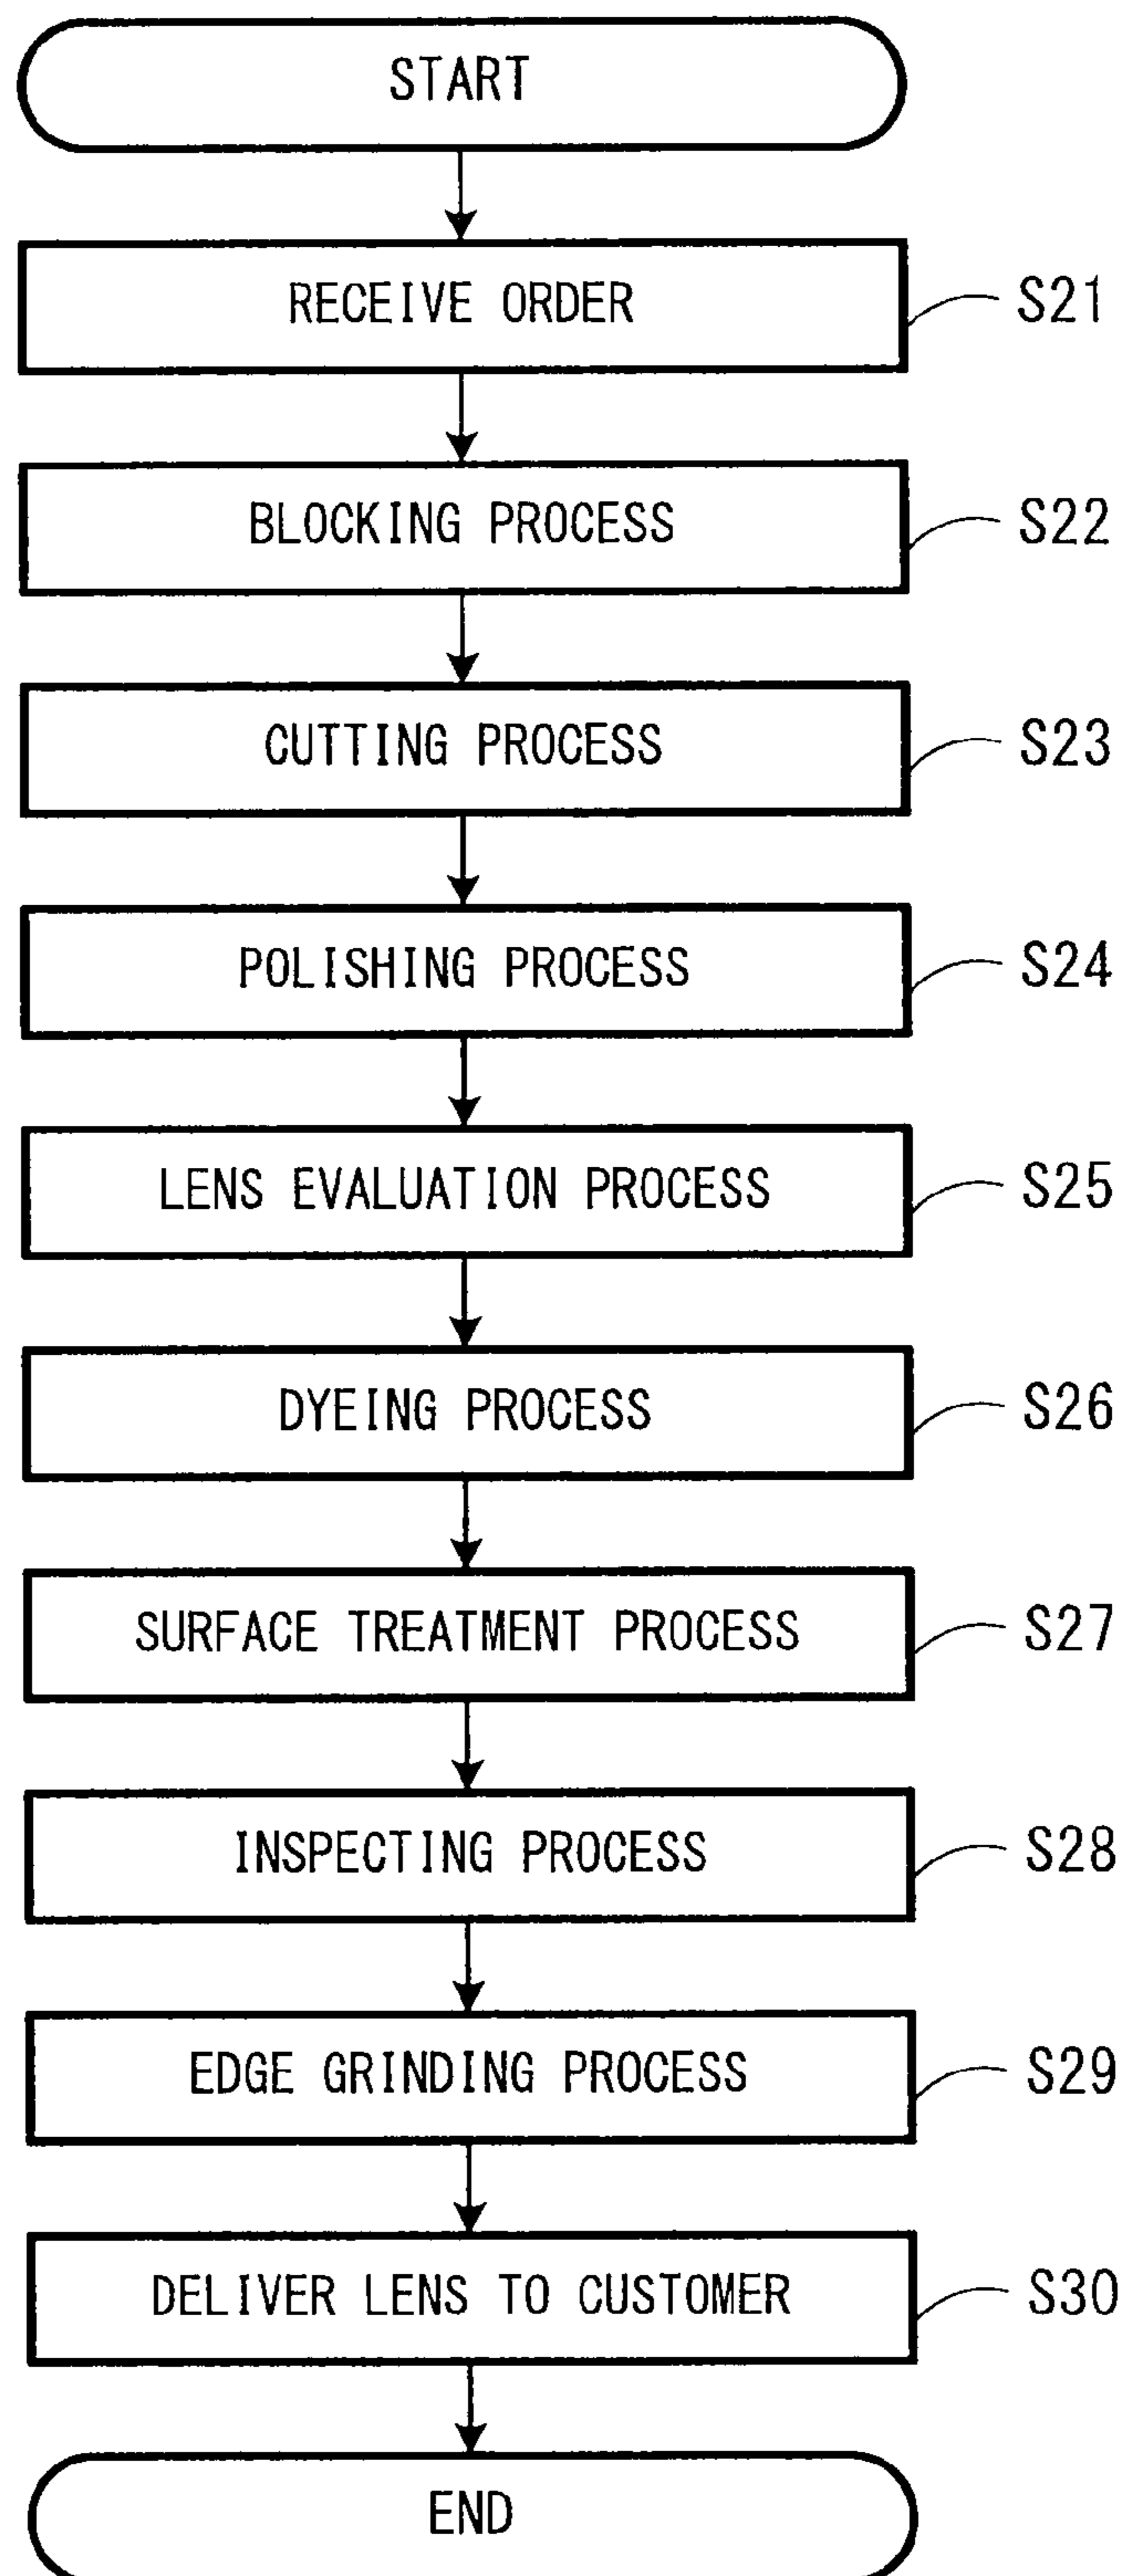 START
RECEIVE ORDER
S21
BLOCKING PROCESS
S22
CUTTING PROCESS
S23
POLISHING PROCESS
S24
LENS EVALUATION PROCESS
S25
DYEING PROCESS
S26
SURFACE TREATMENT PROCESS
S27
INSPECTING PROCESS
S28
EDGE GRINDING PROCESS
S29
DELIVER LENS TO CUSTOMER
S30
END